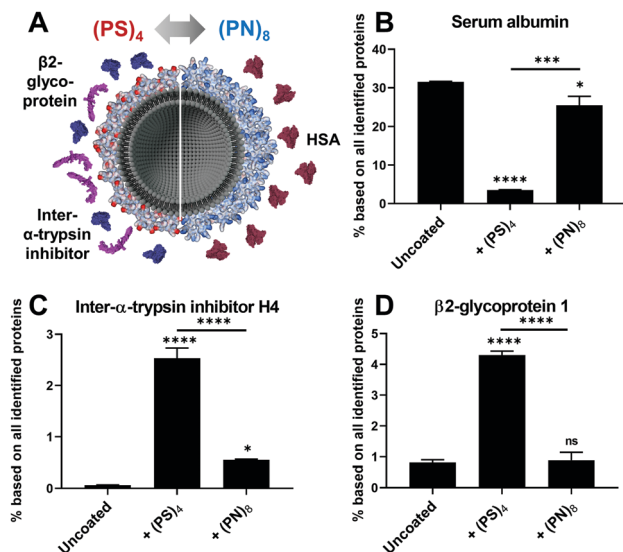 A
(PS)4
(PN)8
β2-
glyco-
protein
HSA
Inter-
α-trypsin
inhibitor
B
Serum albumin
% based on all identified proteins
40
30
20
10
0
***
*
****
Uncoated
+ (PS)4
+ (PN)8
C
Inter-α-trypsin inhibitor H4
% based on all identified proteins
3
2
1
0
****
****
*
Uncoated
+ (PS)4
+ (PN)8
D
β2-glycoprotein 1
% based on all identified proteins
5
4
3
2
1
0
****
****
ns
Uncoated
+ (PS)4
+ (PN)8